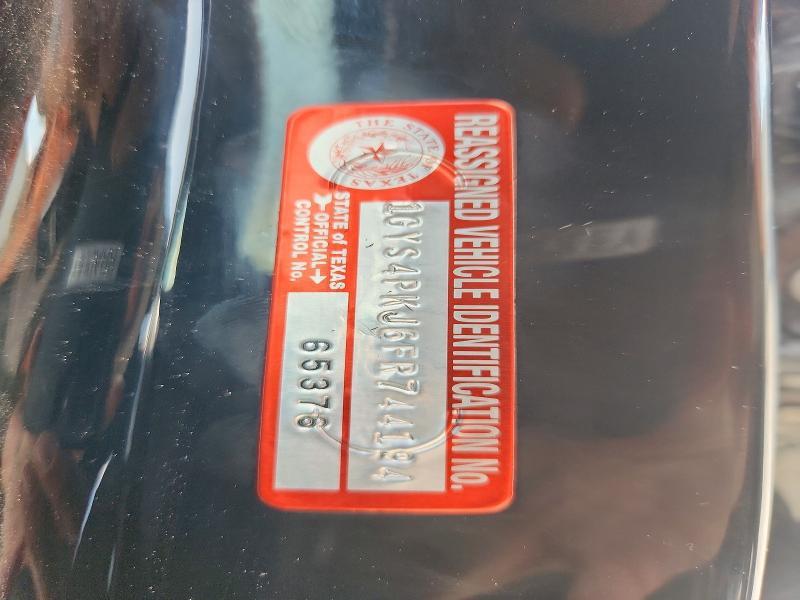 REASSIGNED VEHICLE IDENTIFICATION No.
THE STATE of TEXAS
1GYS4PKJ6FR744194
STATE of TEXAS
OFFICIAL
CONTROL No.
65376